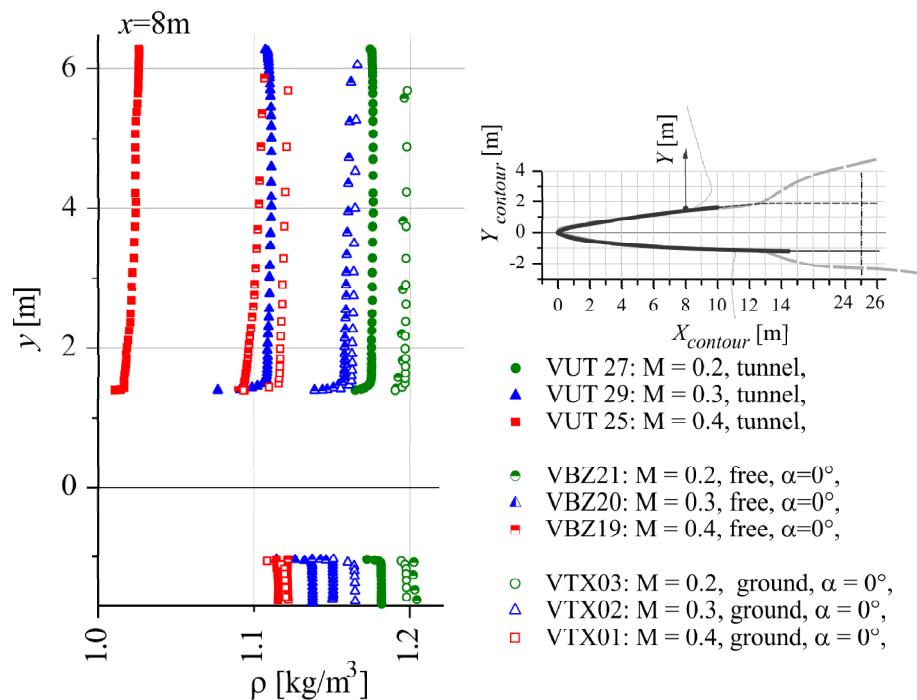 x=8m
6
4
2
0
y [m]
1.0
1.1
1.2
ρ [kg/m³]
Y [m]
Y contour [m]
4
2
0
-2
0 2 4 6 8 10 12 14 24 26
X contour [m]
VUT 27: M = 0.2, tunnel,
VUT 29: M = 0.3, tunnel,
VUT 25: M = 0.4, tunnel,
VBZ21: M = 0.2, free, α=0°,
VBZ20: M = 0.3, free, α=0°,
VBZ19: M = 0.4, free, α=0°,
VTX03: M = 0.2, ground, α = 0°,
VTX02: M = 0.3, ground, α = 0°,
VTX01: M = 0.4, ground, α = 0°,